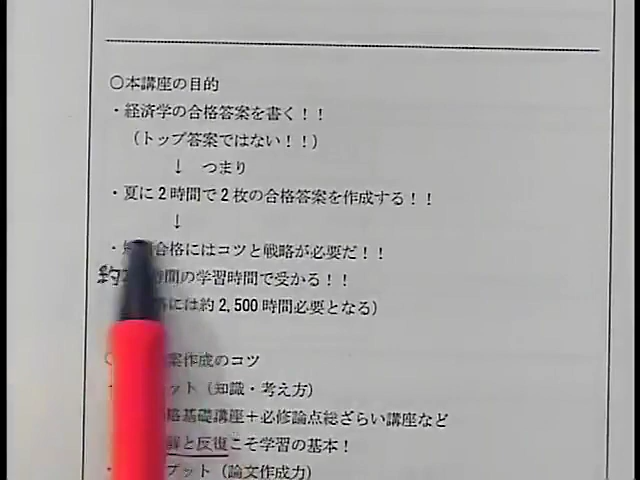 ○本講座の目的
・経済学の合格答案を書く！！
（トップ答案ではない！！）
↓ つまり
・夏に2時間で2枚の合格答案を作成する！！
↓
・合格にはコツと戦略が必要だ！！
約 時間の学習時間で受かる！！
には約2,500時間必要となる)
案作成のコツ
ット（知識・考え方）
基礎講座＋必修論点総ざらい講座など
と反復こそ学習の基本！
プット（論文作成力）